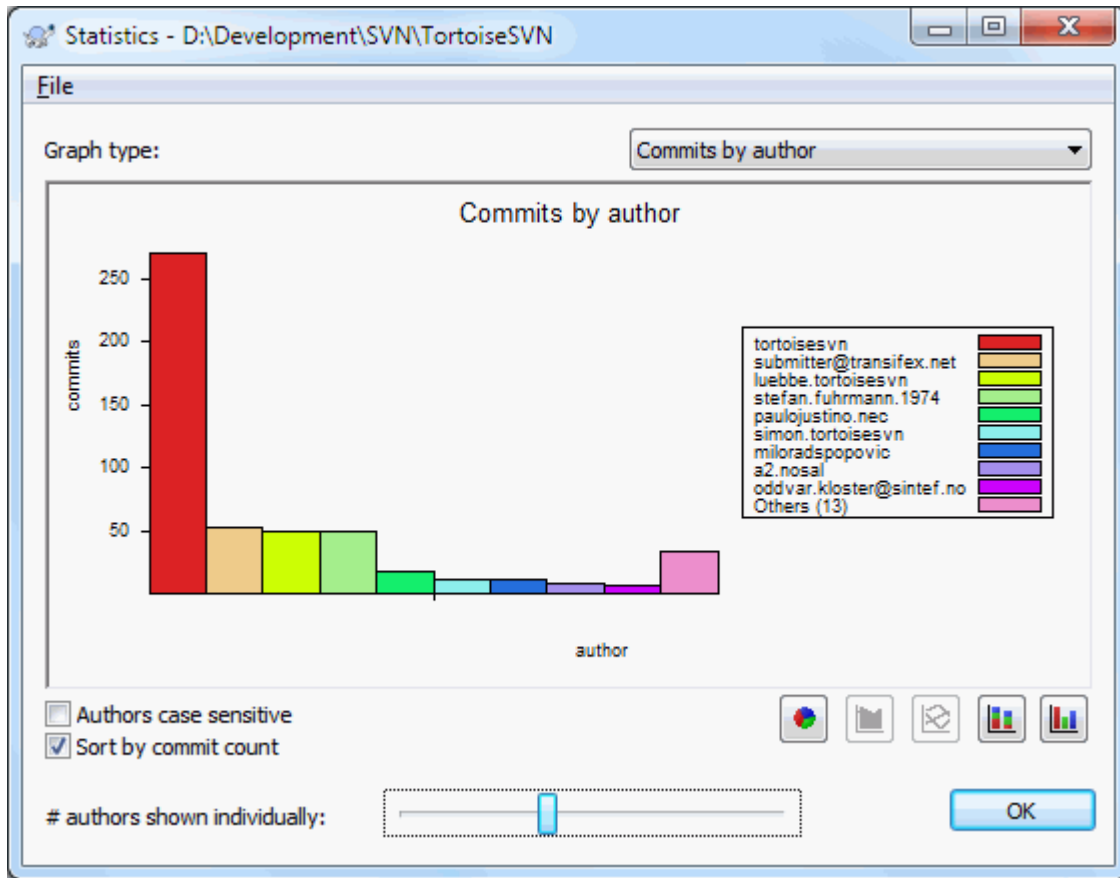 Statistics - D:\Development\SVN\TortoiseSVN
File
Graph type:
Commits by author
Commits by author
commits
250
200
150
100
50
author
tortoisesvn
submitter@transifex.net
luebbe.tortoisesvn
stefan.fuhrmann.1974
paulojustino.nec
simon.tortoisesvn
miloradspopovic
a2.nosal
oddvar.kloster@sintef.no
Others (13)
Authors case sensitive
Sort by commit count
# authors shown individually:
OK